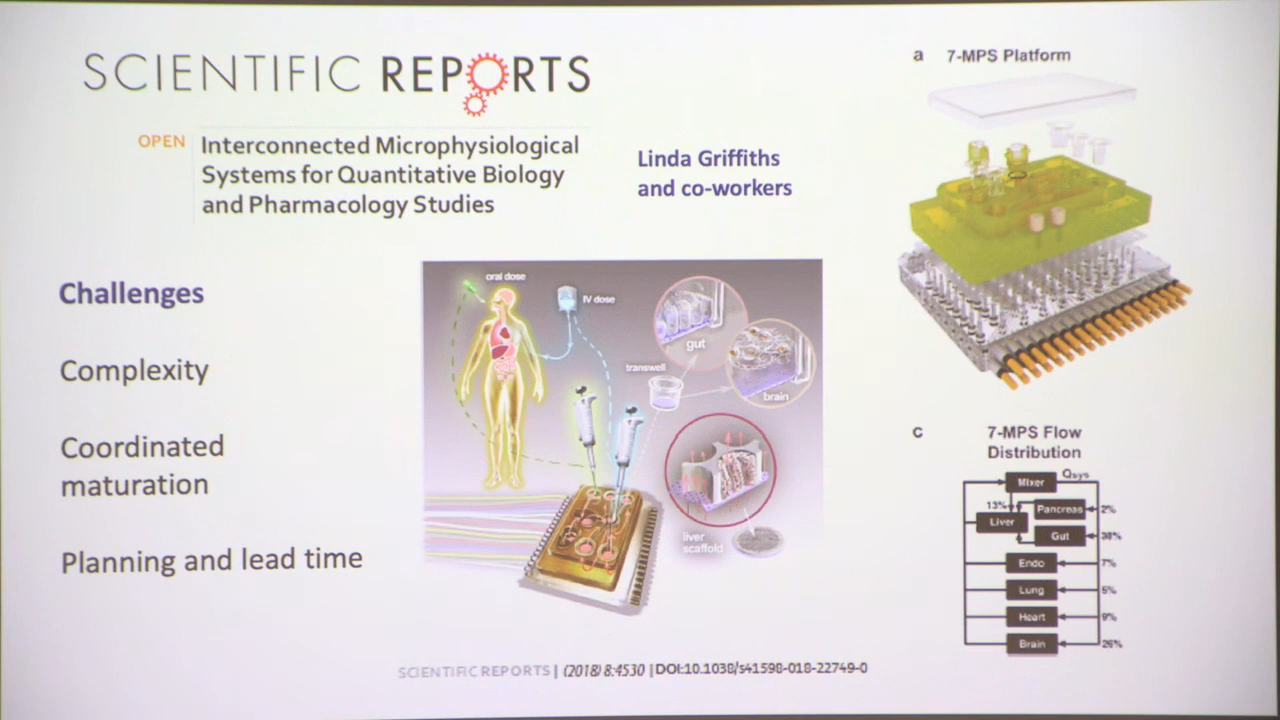 SCIENTIFIC REPORTS
OPEN
Interconnected Microphysiological
Systems for Quantitative Biology
and Pharmacology Studies
Linda Griffiths
and co-workers
Challenges
Complexity
Coordinated
maturation
Planning and lead time
oral dose
IV dose
gut
transwell
brain
liver
scaffold
a 7-MPS Platform
c 7-MPS Flow
Distribution
Mixer Qsys
13% Pancreas 2%
Liver
Gut 38%
Endo 7%
Lung 5%
Heart 9%
Brain 26%
SCIENTIFIC REPORTS | (2018) 8:4530 | DOI:10.1038/s41598-018-22749-0